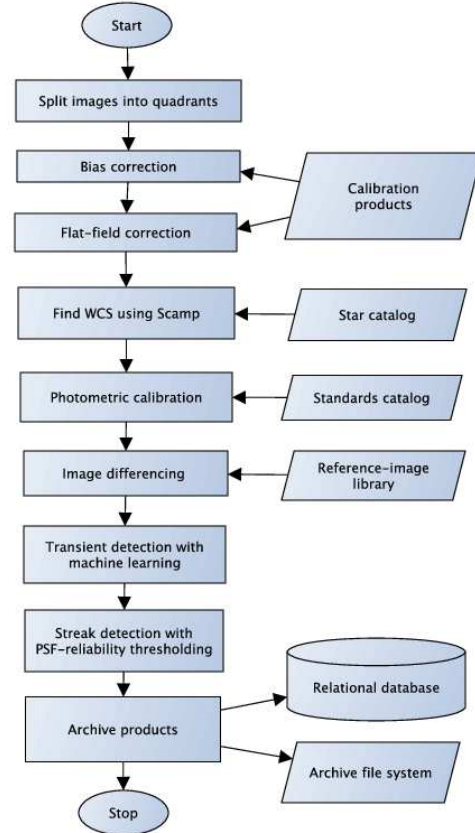 Start
Split images into quadrants
Bias correction
Calibration
products
Flat-field correction
Find WCS using Scamp
Star catalog
Photometric calibration
Standards catalog
Image differencing
Reference-image
library
Transient detection with
machine learning
Streak detection with
PSF-reliability thresholding
Relational database
Archive products
Archive file system
Stop